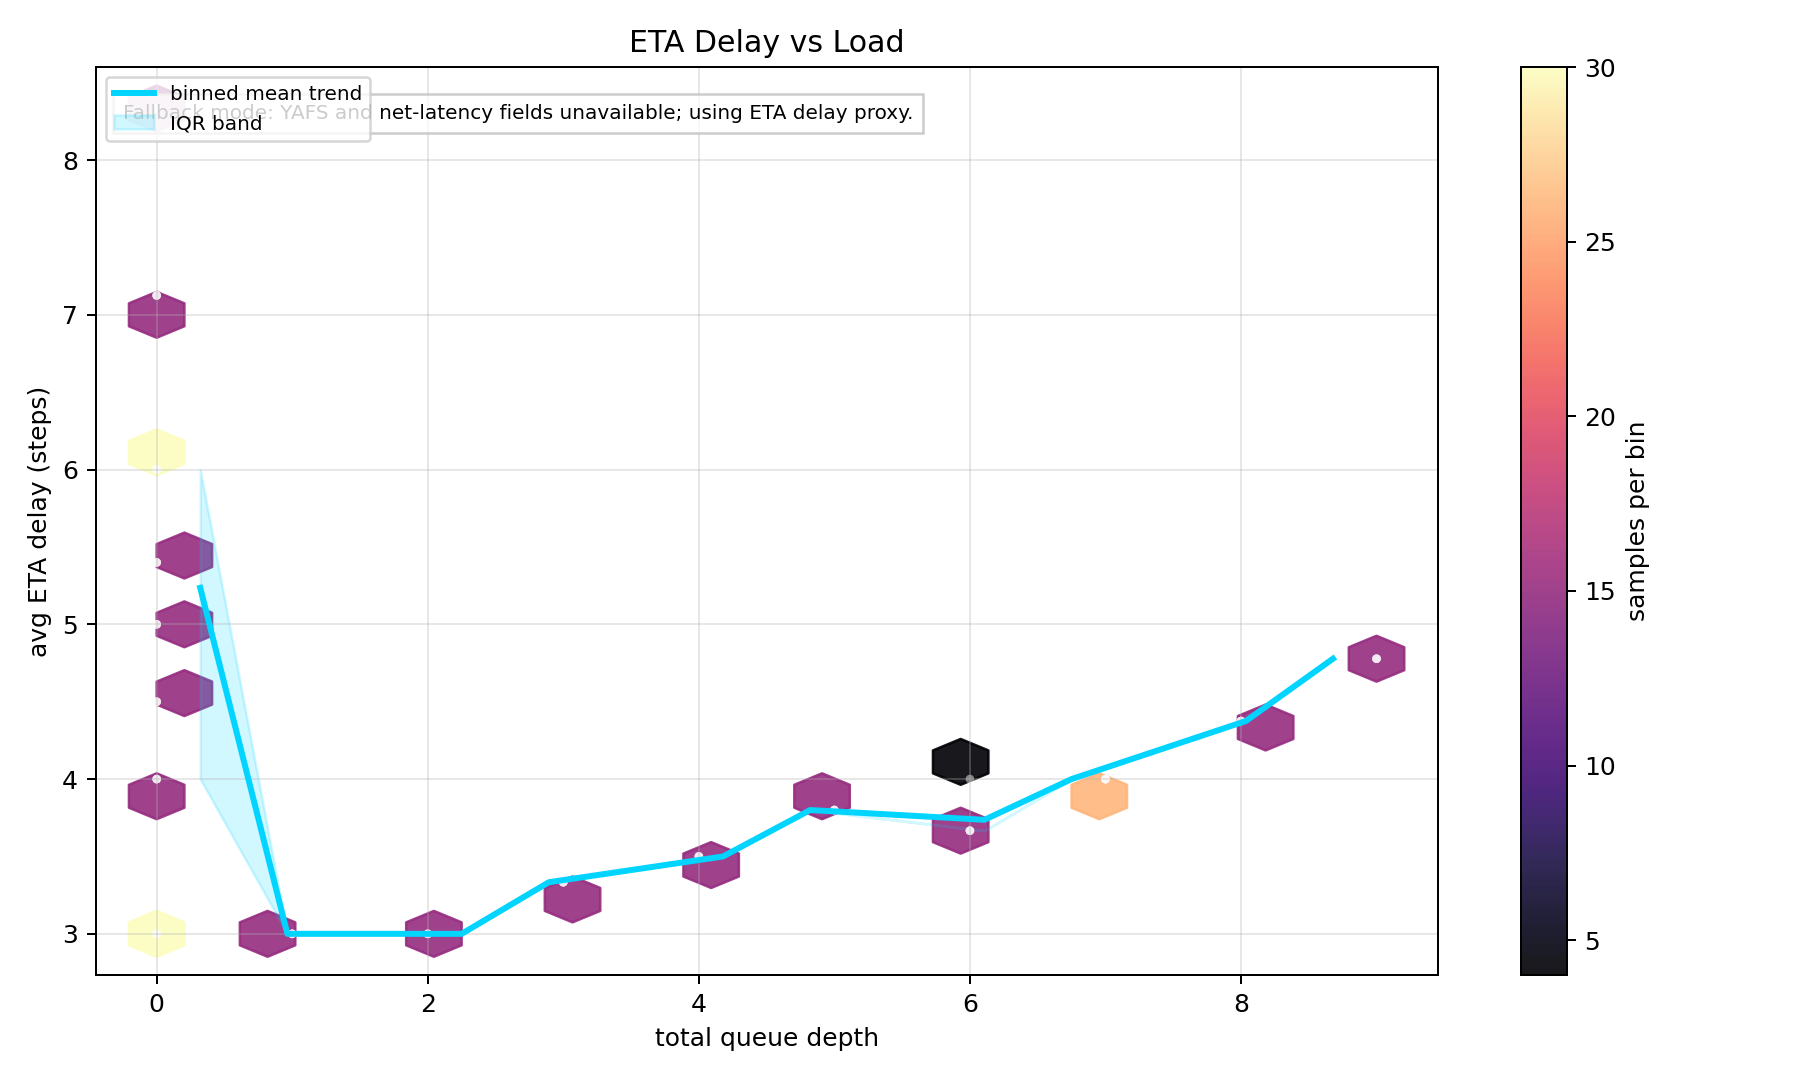 ETA Delay vs Load
binned mean trend
Fallback mode: YAFS and net-latency fields unavailable; using ETA delay proxy.
IQR band
avg ETA delay (steps)
8
7
6
5
4
3
0 2 4 6 8
total queue depth
30
25
20
15
10
5
samples per bin